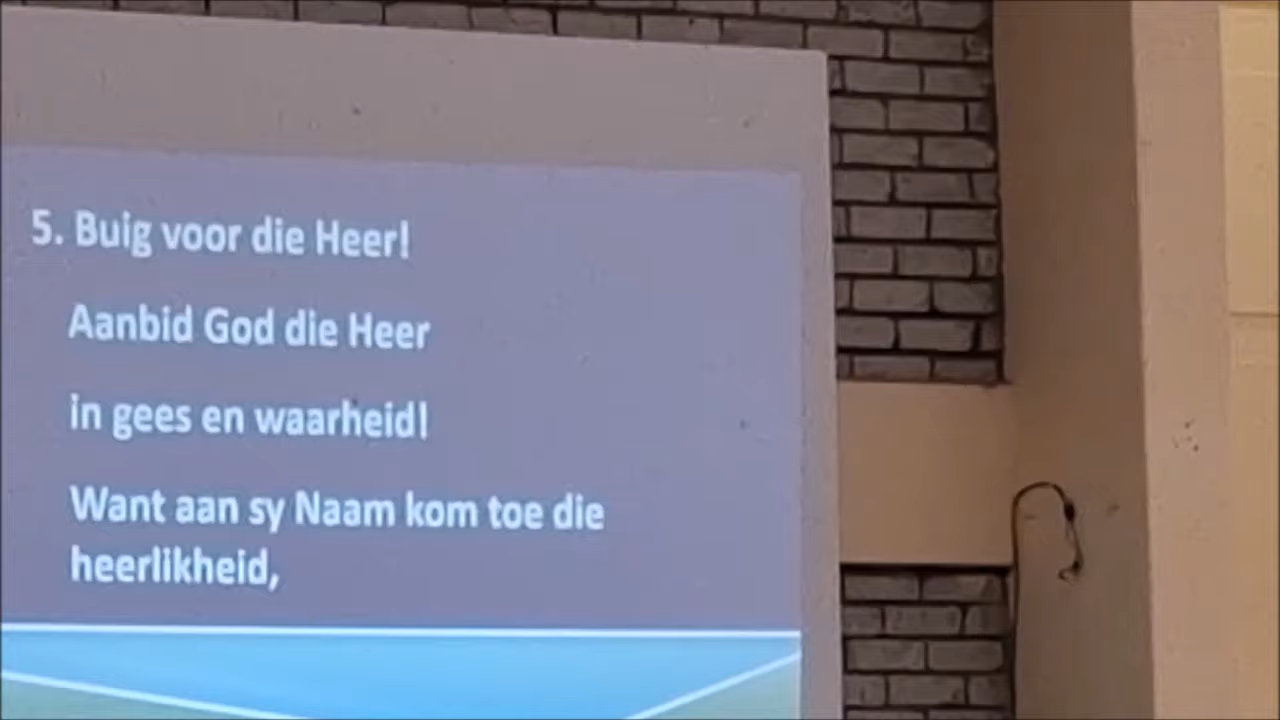 5. Buig voor die Heer!
Aanbid God die Heer
in gees en waarheid!
Want aan sy Naam kom toe die
heerlikheid,